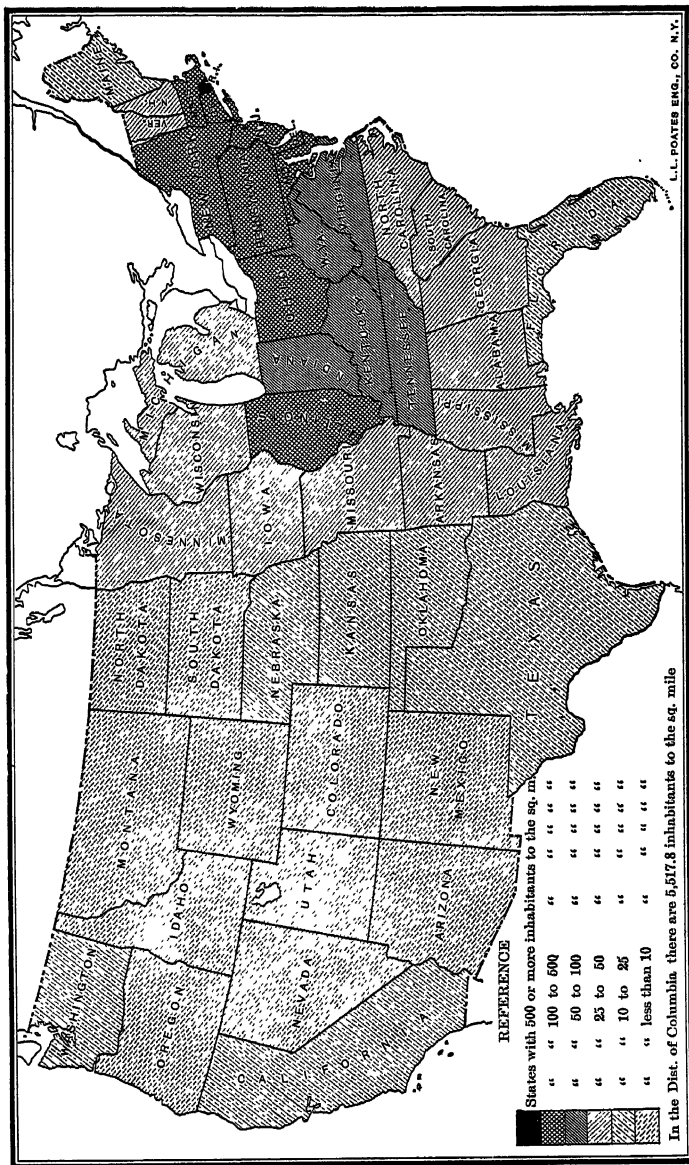 WASHINGTON
OREGON
CALIFORNIA
NEVADA
IDAHO
MONTANA
WYOMING
UTAH
COLORADO
ARIZONA
NEW MEXICO
NORTH DAKOTA
SOUTH DAKOTA
NEBRASKA
KANSAS
OKLAHOMA
TEXAS
MINNESOTA
IOWA
MISSOURI
ARKANSAS
LOUISIANA
WISCONSIN
ILLINOIS
INDIANA
OHIO
KENTUCKY
TENNESSEE
MISSISSIPPI
ALABAMA
GEORGIA
FLORIDA
SOUTH CAROLINA
NORTH CAROLINA
VIRGINIA
W.VA.
PENNSYLVANIA
NEW YORK
VER.
N.H.
MAINE
REFERENCE
States with 500 or more inhabitants to the sq. m
“ “ 100 to 500 “ “ “ “ “
“ “ 50 to 100 “ “ “ “ “
“ “ 25 to 50 “ “ “ “ “
“ “ 10 to 25 “ “ “ “ “
“ “ less than 10 “ “ “ “ “
In the Dist. of Columbia there are 5,517.8 inhabitants to the sq. mile
L.L. POATES ENG., CO. N.Y.